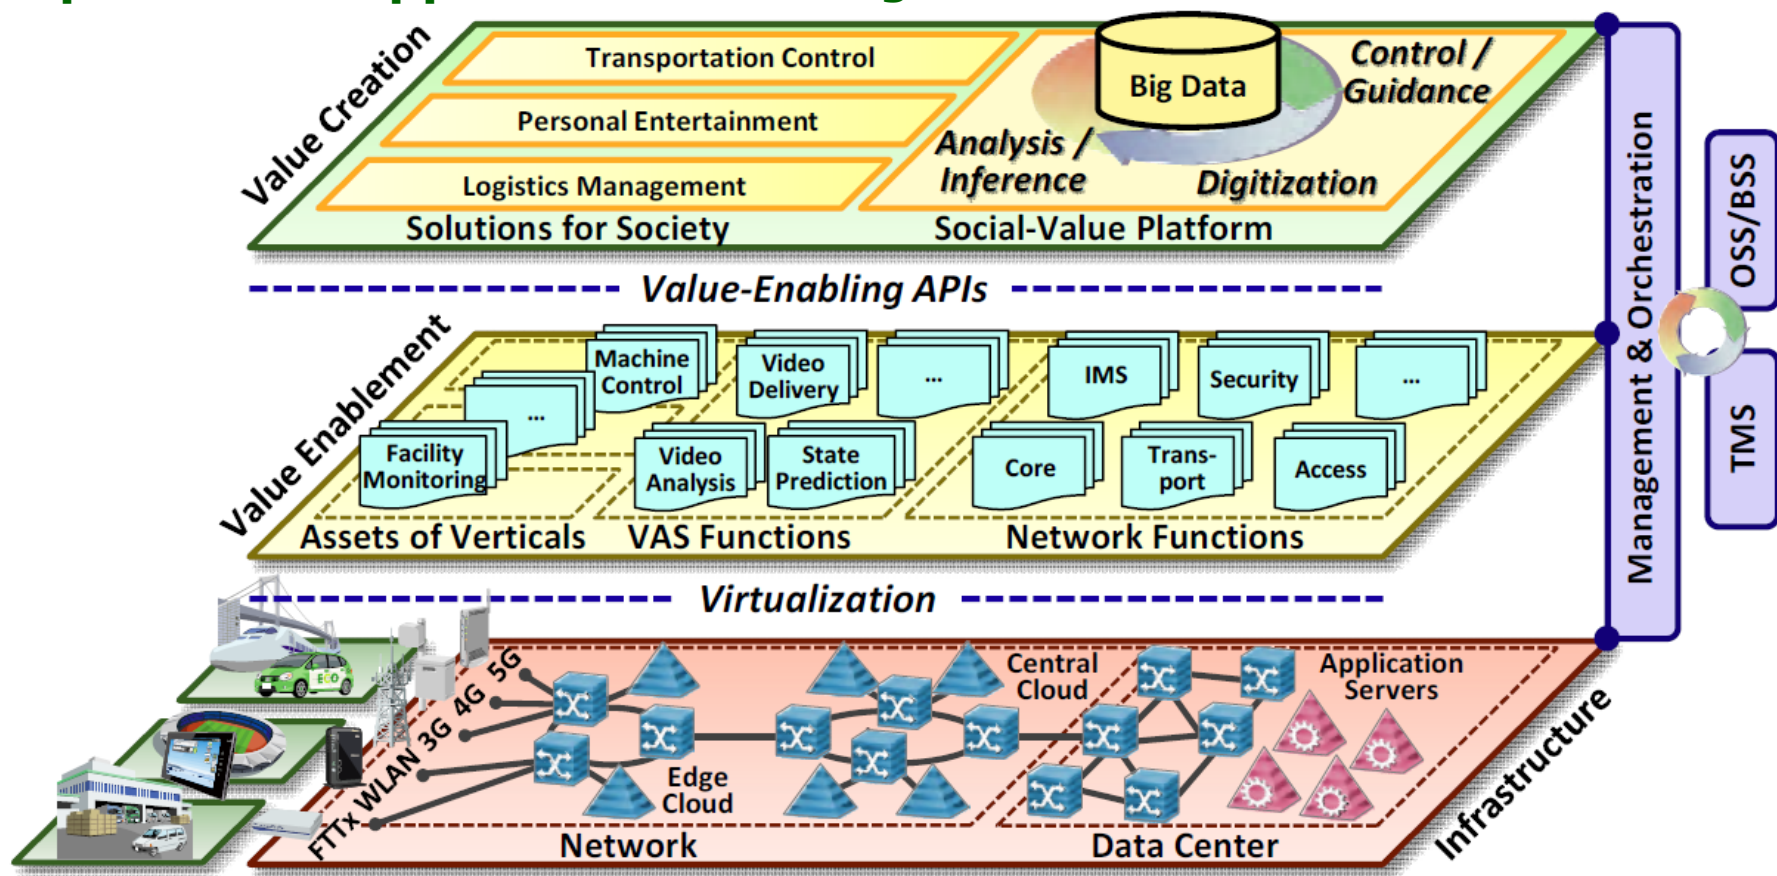 Value Creation
Transportation Control
Personal Entertainment
Logistics Management
Solutions for Society
Big Data
Control /
Guidance
Analysis /
Inference
Digitization
Social-Value Platform
Value-Enabling APIs
Value Enablement
Machine
Control
...
Facility
Monitoring
Assets of Verticals
Video
Delivery
...
Video
Analysis
State
Prediction
VAS Functions
IMS
Security
...
Core
Trans-
port
Access
Network Functions
Virtualization
5G
4G
3G
WLAN
FTTx
ECO
Edge
Cloud
Central
Cloud
Network
Application
Servers
Data Center
Infrastructure
Management & Orchestration
OSS/BSS
TMS